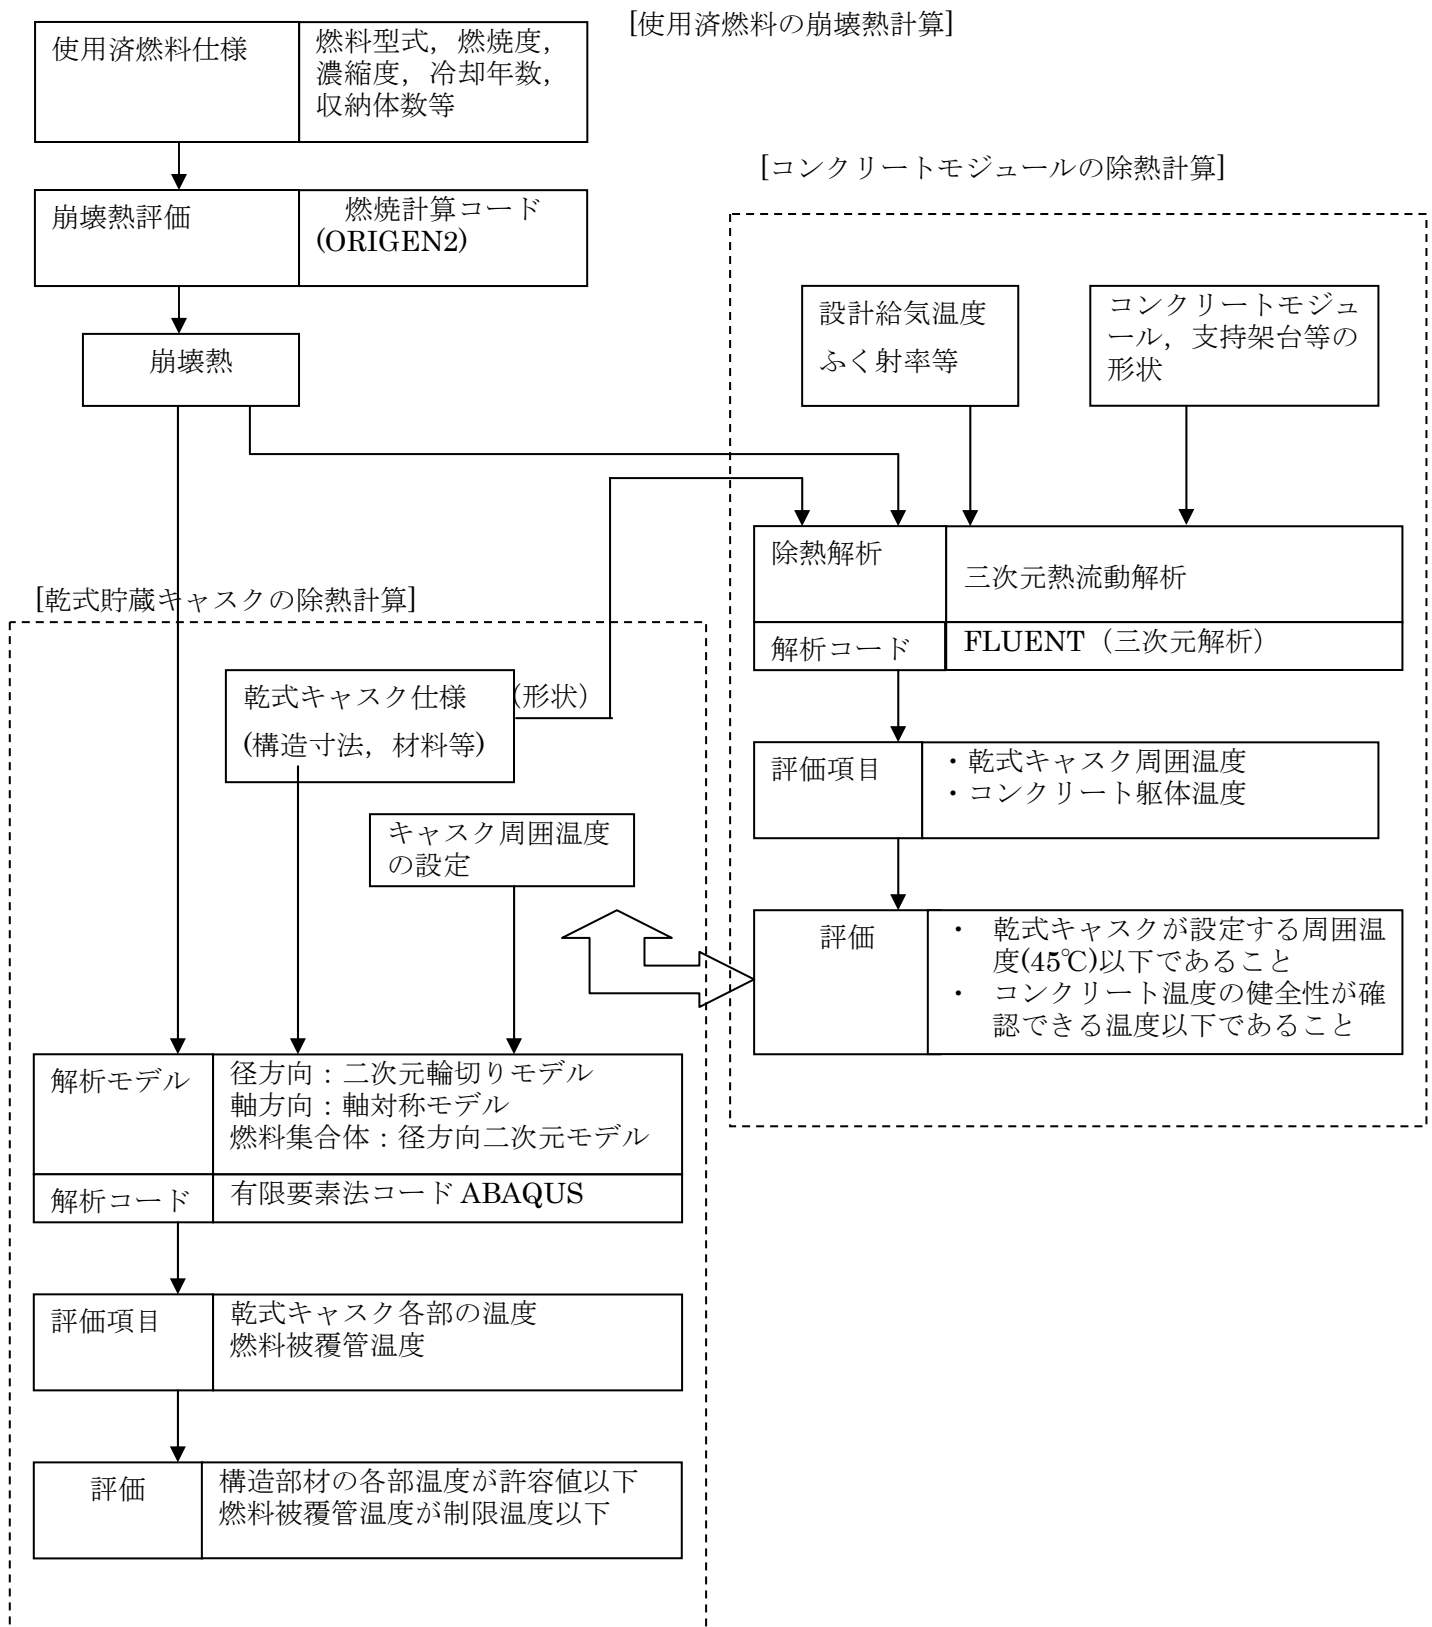 [使用済燃料の崩壊熱計算]
使用済燃料仕様
燃料型式，燃焼度，
濃縮度，冷却年数，
収納体数等
崩壊熱評価
燃焼計算コード
(ORIGEN2)
崩壊熱
[コンクリートモジュールの除熱計算]
設計給気温度
ふく射率等
コンクリートモジュ
ール，支持架台等の
形状
除熱解析
三次元熱流動解析
解析コード
FLUENT（三次元解析）
評価項目
・乾式キャスク周囲温度
・コンクリート躯体温度
評価
・ 乾式キャスクが設定する周囲温
度(45℃)以下であること
・ コンクリート温度の健全性が確
認できる温度以下であること
[乾式貯蔵キャスクの除熱計算]
乾式キャスク仕様
(構造寸法，材料等)
（形状）
キャスク周囲温度
の設定
解析モデル
径方向：二次元輪切りモデル
軸方向：軸対称モデル
燃料集合体：径方向二次元モデル
解析コード
有限要素法コード ABAQUS
評価項目
乾式キャスク各部の温度
燃料被覆管温度
評価
構造部材の各部温度が許容値以下
燃料被覆管温度が制限温度以下